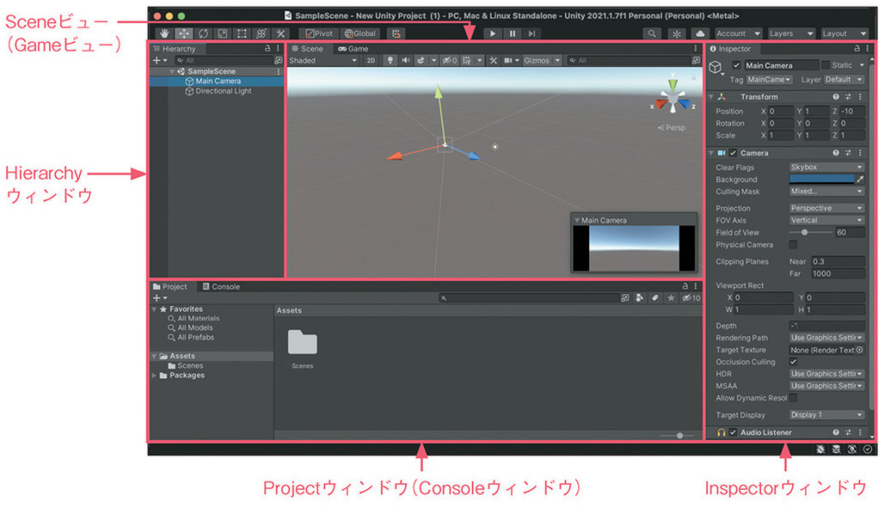 Sceneビュー
（Gameビュー）
Hierarchy
ウィンドウ
Projectウィンドウ（Consoleウィンドウ）
Inspectorウィンドウ
SampleScene - New Unity Project (1) - PC, Mac & Linux Standalone - Unity 2021.1.7f1 Personal (Personal) <Metal>
Pivot Global
Account Layers Layout
Hierarchy
All
SampleScene
Main Camera
Directional Light
Scene Game
Shaded 2D 0 Gizmos All
x z
Persp
Main Camera
Project Console
10
Favorites
All Materials
All Models
All Prefabs
Assets
Scenes
Packages
Assets
Scenes
Inspector
Main Camera Static
Tag MainCame Layer Default
Transform
Position X 0 Y 1 Z -10
Rotation X 0 Y 0 Z 0
Scale X 1 Y 1 Z 1
Camera
Clear Flags Skybox
Background
Culling Mask Mixed...
Projection Perspective
FOV Axis Vertical
Field of View 60
Physical Camera
Clipping Planes Near 0.3
Far 1000
Viewport Rect
X 0 Y 0
W 1 H 1
Depth -1
Rendering Path Use Graphics Settin
Target Texture None (Render Text
Occlusion Culling
HDR Use Graphics Settin
MSAA Use Graphics Settin
Allow Dynamic Resol
Target Display Display 1
Audio Listener